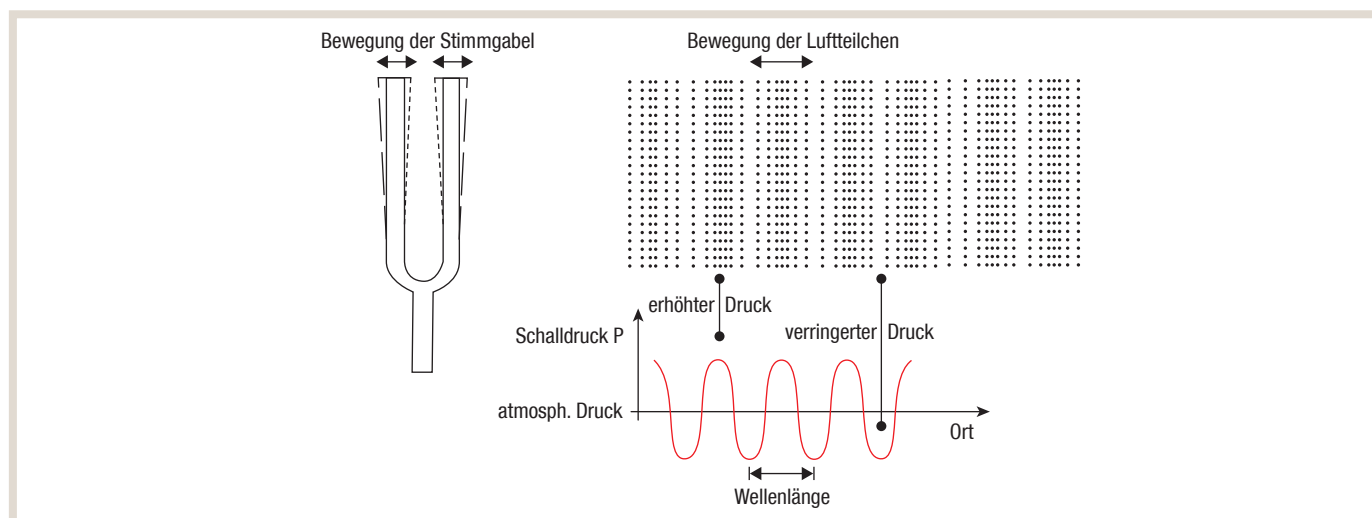 Bewegung der Stimmgabel
Bewegung der Luftteilchen
erhöhter Druck
Schalldruck P
verringerter Druck
atmosph. Druck
Ort
Wellenlänge